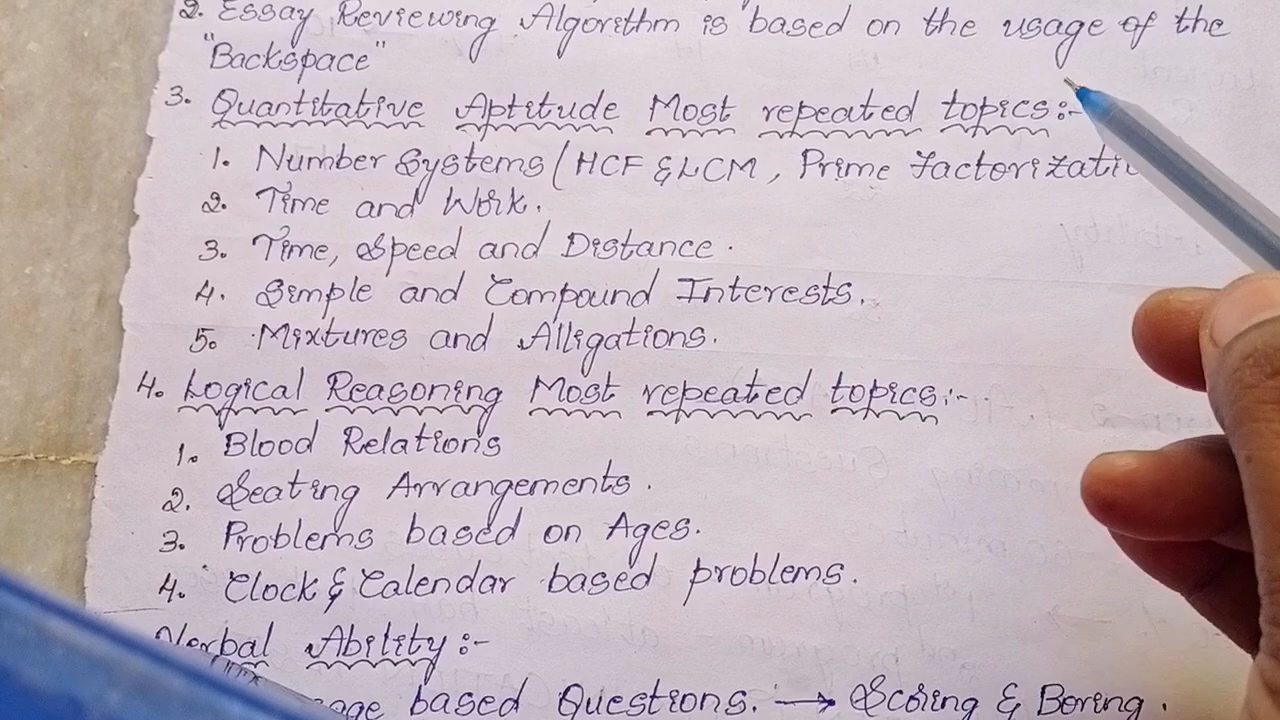 2. Essay Reviewing Algorithm is based on the usage of the
"Backspace"
3. Quantitative Aptitude Most repeated topics:-
1. Number Systems (HCF & LCM, Prime Factorizati
2. Time and Work.
3. Time, Speed and Distance.
4. Simple and Compound Interests.
5. Mixtures and Alligations.
4. Logical Reasoning Most repeated topics:-
1. Blood Relations
2. Seating Arrangements.
3. Problems based on Ages.
4. Clock & Calendar based problems.
Verbal Ability:-
based Questions. → Scoring & Boring.